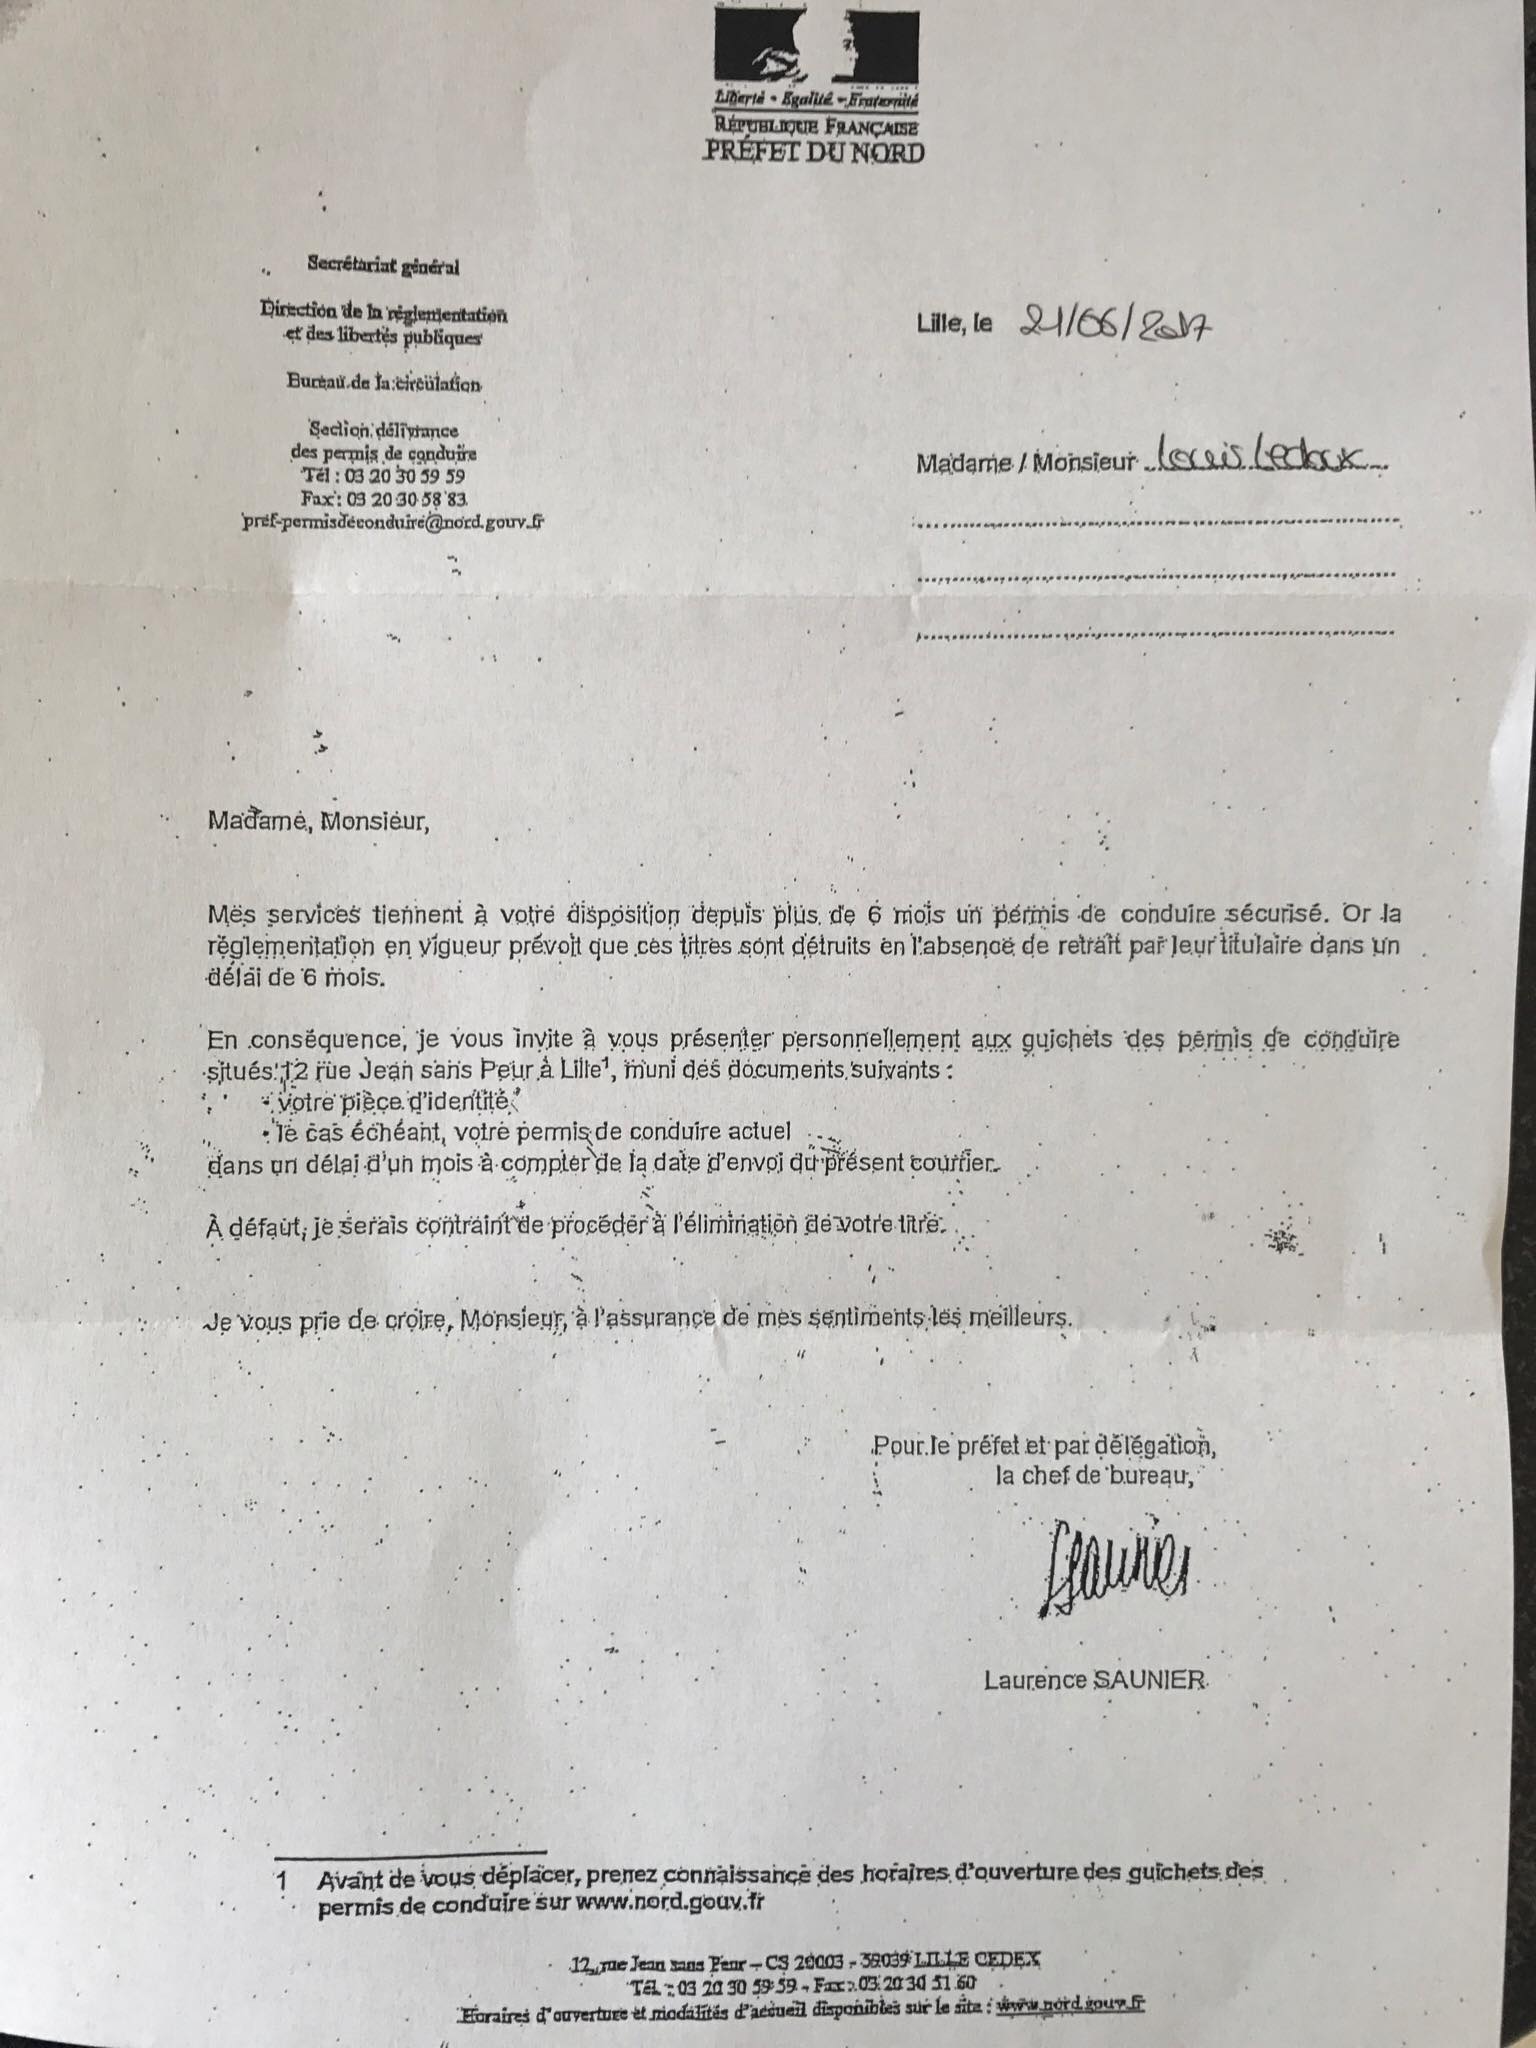 Liberté • Egalité • Fraternité
RÉPUBLIQUE FRANÇAISE
PRÉFET DU NORD
Secrétariat général
Direction de la réglementation
et des libertés publiques
Bureau de la circulation
Section délivrance
des permis de conduire
Tél : 03 20 30 59 59
Fax : 03 20 30 58 83
pref-permisdeconduire@nord.gouv.fr
Lille, le 21/06/2017
Madame / Monsieur Louis Ledoux
Madame, Monsieur,
Mes services tiennent à votre disposition depuis plus de 6 mois un permis de conduire sécurisé. Or la
réglementation en vigueur prévoit que ces titres sont détruits en l'absence de retrait par leur titulaire dans un
délai de 6 mois.
En conséquence, je vous invite à vous présenter personnellement aux guichets des permis de conduire
situés 12 rue Jean sans Peur à Lille¹, muni des documents suivants :
• votre pièce d'identité
• le cas échéant, votre permis de conduire actuel
dans un délai d'un mois à compter de la date d'envoi du présent courrier.
À défaut, je serais contraint de procéder à l'élimination de votre titre.
Je vous prie de croire, Monsieur, à l'assurance de mes sentiments les meilleurs.
Pour le préfet et par délégation,
la chef de bureau,
LSaunier
Laurence SAUNIER
1 Avant de vous déplacer, prenez connaissance des horaires d'ouverture des guichets des
permis de conduire sur www.nord.gouv.fr
12, rue Jean sans Peur – CS 20003 - 59039 LILLE CEDEX
Tél. : 03 20 30 59 59 - Fax : 03 20 30 51 60
Horaires d'ouverture et modalités d'accueil disponibles sur le site : www.nord.gouv.fr